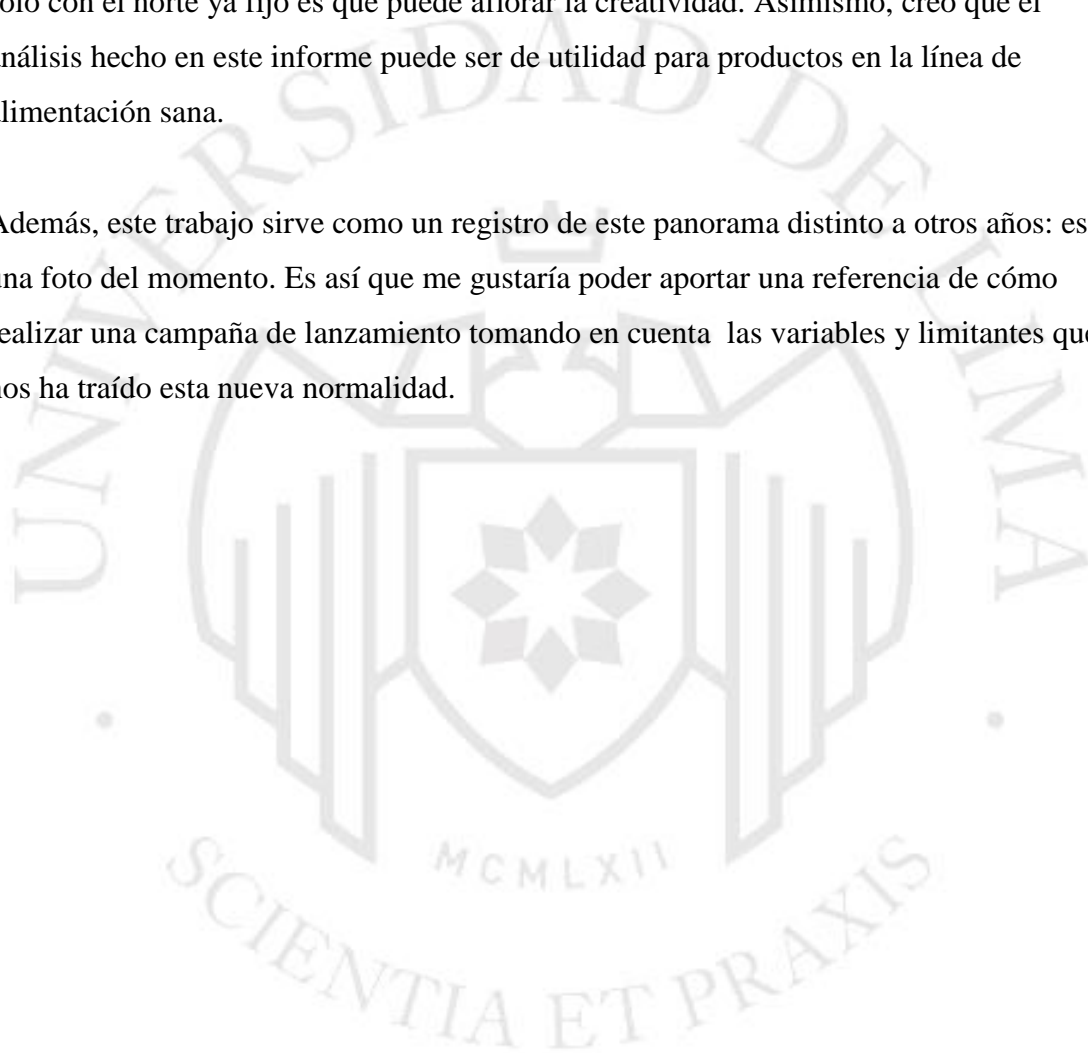 solo con el norte ya fijo es que puede aflorar la creatividad. Asimismo, creo que el
análisis hecho en este informe puede ser de utilidad para productos en la línea de
alimentación sana.
Además, este trabajo sirve como un registro de este panorama distinto a otros años: es
una foto del momento. Es así que me gustaría poder aportar una referencia de cómo
realizar una campaña de lanzamiento tomando en cuenta  las variables y limitantes que
nos ha traído esta nueva normalidad.
UNIVERSIDAD DE LIMA
MCMLXII
SCIENTIA ET PRAXIS